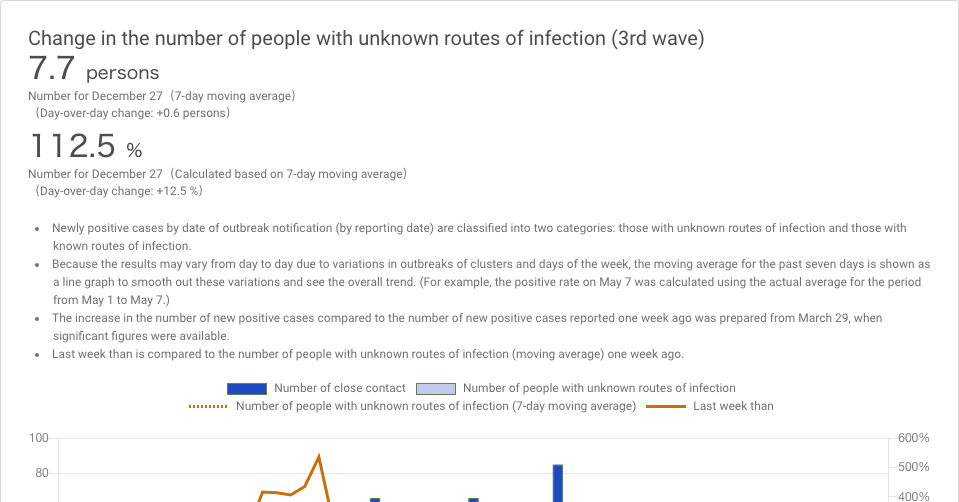 Change in the number of people with unknown routes of infection (3rd wave)
7.7 persons
Number for December 27（7-day moving average）
（Day-over-day change: +0.6 persons）
112.5 %
Number for December 27（Calculated based on 7-day moving average）
（Day-over-day change: +12.5 %）
• Newly positive cases by date of outbreak notification (by reporting date) are classified into two categories: those with unknown routes of infection and those with
known routes of infection.
• Because the results may vary from day to day due to variations in outbreaks of clusters and days of the week, the moving average for the past seven days is shown as
a line graph to smooth out these variations and see the overall trend. (For example, the positive rate on May 7 was calculated using the actual average for the period
from May 1 to May 7.)
• The increase in the number of new positive cases compared to the number of new positive cases reported one week ago was prepared from March 29, when
significant figures were available.
• Last week than is compared to the number of people with unknown routes of infection (moving average) one week ago.
Number of close contact Number of people with unknown routes of infection
Number of people with unknown routes of infection (7-day moving average) Last week than
100 600%
80 500%
400%